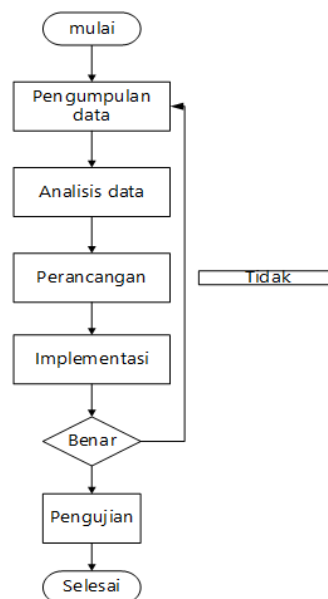 mulai
Pengumpulan
data
Analisis data
Perancangan
Tidak
Implementasi
Benar
Pengujian
Selesai